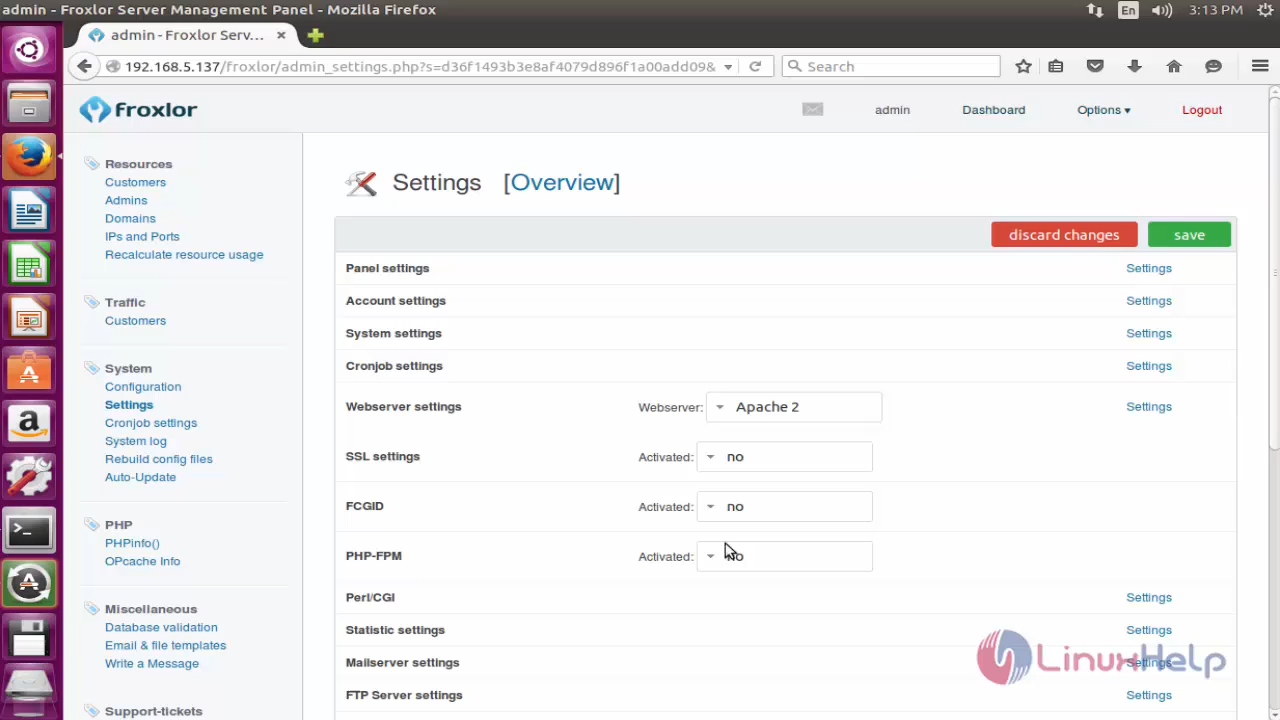 admin - Froxlor Server Management Panel - Mozilla Firefox
En
3:13 PM
admin - Froxlor Serv...
192.168.5.137/froxlor/admin_settings.php?s=d36f1493b3e8af4079d896f1a00add09&
Search
froxlor
admin
Dashboard
Options
Logout
Resources
Customers
Admins
Domains
IPs and Ports
Recalculate resource usage
Traffic
Customers
System
Configuration
Settings
Cronjob settings
System log
Rebuild config files
Auto-Update
PHP
PHPinfo()
OPcache Info
Miscellaneous
Database validation
Email & file templates
Write a Message
Support-tickets
Settings [Overview]
discard changes
save
Panel settings Settings
Account settings Settings
System settings Settings
Cronjob settings Settings
Webserver settings Webserver: Apache 2 Settings
SSL settings Activated: no
FCGID Activated: no
PHP-FPM Activated: no
Perl/CGI Settings
Statistic settings Settings
Mailserver settings Settings
FTP Server settings Settings
LinuxHelp